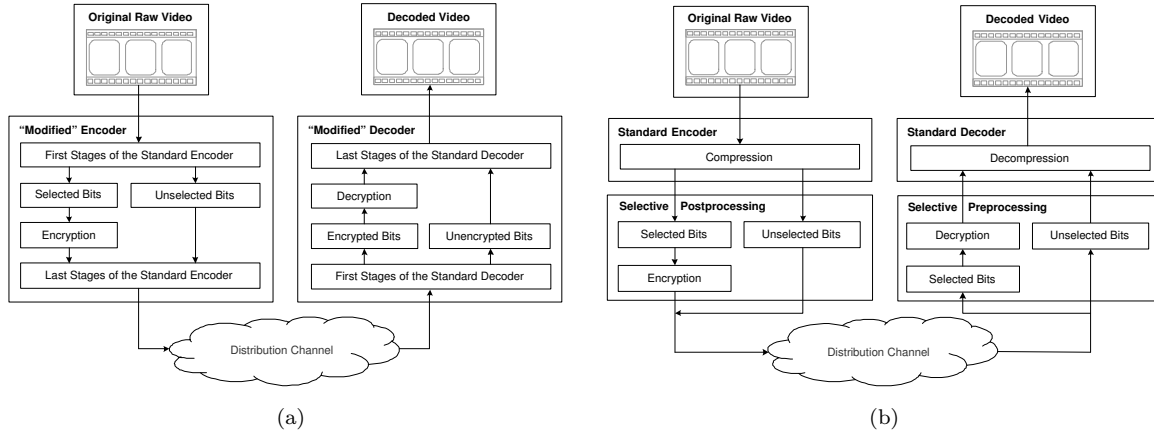 Original Raw Video
Decoded Video
“Modified” Encoder
First Stages of the Standard Encoder
Selected Bits
Unselected Bits
Encryption
Last Stages of the Standard Encoder
“Modified” Decoder
Last Stages of the Standard Decoder
Decryption
Encrypted Bits
Unencrypted Bits
First Stages of the Standard Decoder
Distribution Channel
(a)
Original Raw Video
Decoded Video
Standard Encoder
Compression
Selective Postprocessing
Selected Bits
Unselected Bits
Encryption
Standard Decoder
Decompression
Selective Preprocessing
Decryption
Unselected Bits
Selected Bits
Distribution Channel
(b)